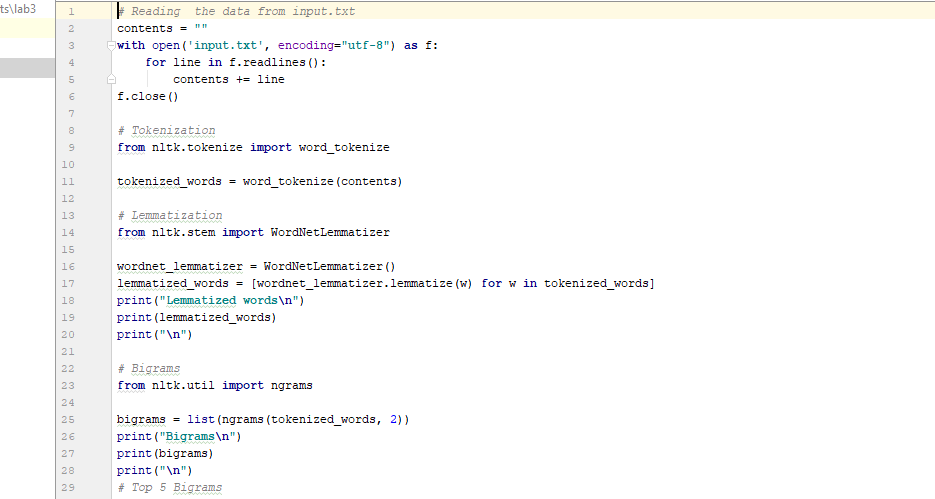 ts\lab3
1 # Reading  the data from input.txt
2 contents = ""
3 with open('input.txt', encoding="utf-8") as f:
4     for line in f.readlines():
5         contents += line
6 f.close()
7
8 # Tokenization
9 from nltk.tokenize import word_tokenize
10
11 tokenized_words = word_tokenize(contents)
12
13 # Lemmatization
14 from nltk.stem import WordNetLemmatizer
15
16 wordnet_lemmatizer = WordNetLemmatizer()
17 lemmatized_words = [wordnet_lemmatizer.lemmatize(w) for w in tokenized_words]
18 print("Lemmatized words\n")
19 print(lemmatized_words)
20 print("\n")
21
22 # Bigrams
23 from nltk.util import ngrams
24
25 bigrams = list(ngrams(tokenized_words, 2))
26 print("Bigrams\n")
27 print(bigrams)
28 print("\n")
29 # Top 5 Bigrams